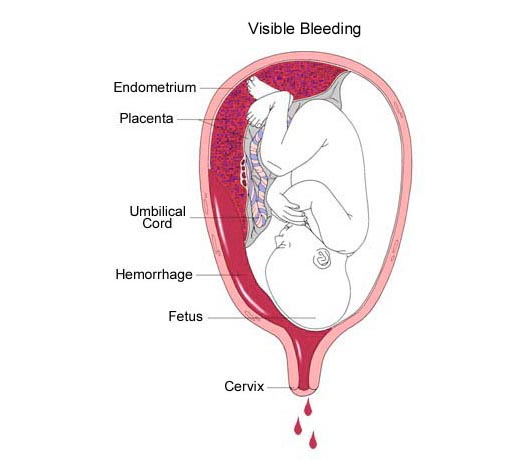 Visible Bleeding
Endometrium
Placenta
Umbilical
Cord
Hemorrhage
Fetus
Cervix